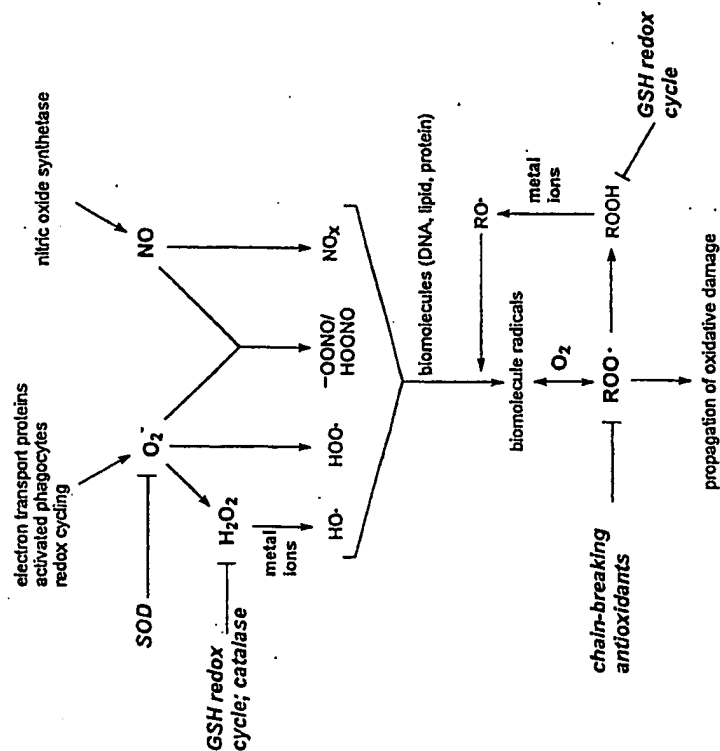 electron transport proteins
activated phagocytes
redox cycling
nitric oxide synthetase
SOD
O₂⁻
NO
GSH redox
cycle; catalase
H₂O₂
metal
ions
HO·
HOO·
⁻OONO/
HOONO
NOx
biomolecules (DNA, lipid, protein)
biomolecule radicals
RO·
O₂
metal
ions
chain-breaking
antioxidants
ROO·
ROOH
GSH redox
cycle
propagation of oxidative damage